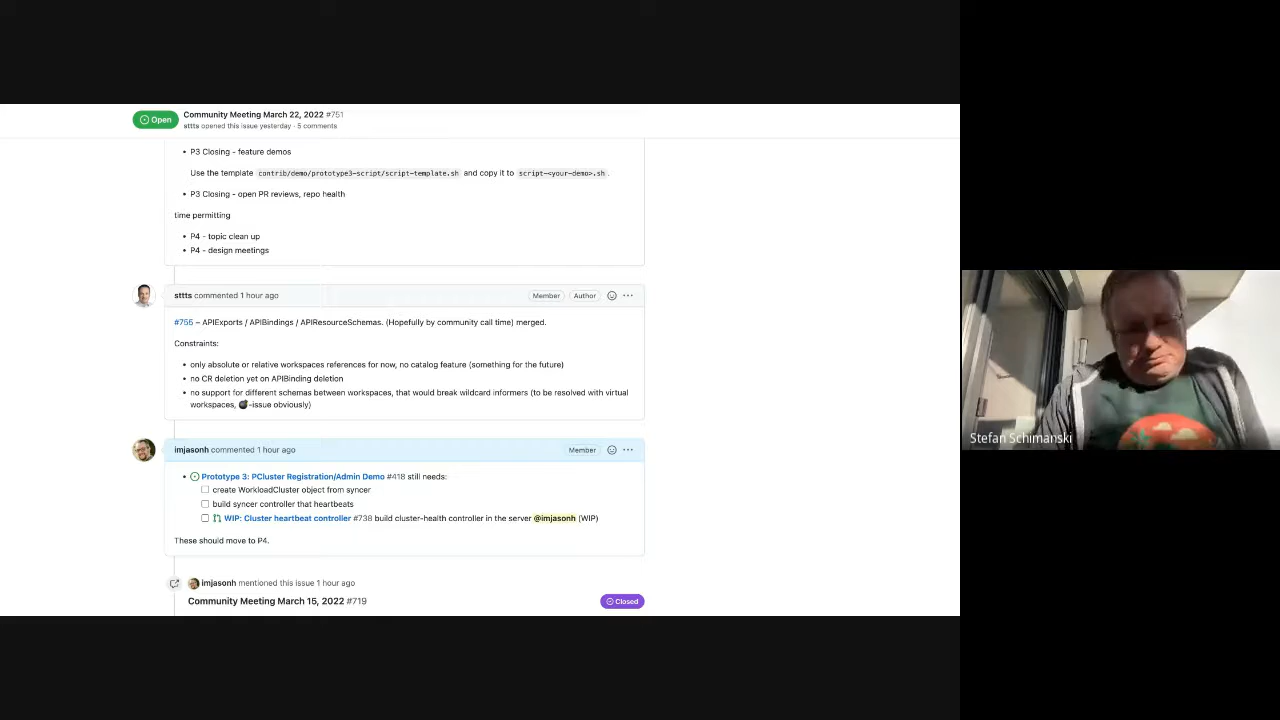 Open
Community Meeting March 22, 2022 #751
sttts opened this issue yesterday · 5 comments
• P3 Closing - feature demos
Use the template contrib/demo/prototype3-script/script-template.sh and copy it to script-<your-demo>.sh.
• P3 Closing - open PR reviews, repo health
time permitting
• P4 - topic clean up
• P4 - design meetings
sttts commented 1 hour ago Member Author ···
#755 – APIExports / APIBindings / APIResourceSchemas. (Hopefully by community call time) merged.
Constraints:
• only absolute or relative workspaces references for now, no catalog feature (something for the future)
• no CR deletion yet on APIBinding deletion
• no support for different schemas between workspaces, that would break wildcard informers (to be resolved with virtual
workspaces, 💣-issue obviously)
imjasonh commented 1 hour ago Member ···
• Prototype 3: PCluster Registration/Admin Demo #418 still needs:
create WorkloadCluster object from syncer
build syncer controller that heartbeats
WIP: Cluster heartbeat controller #738 build cluster-health controller in the server @imjasonh (WIP)
These should move to P4.
imjasonh mentioned this issue 1 hour ago
Community Meeting March 15, 2022 #719
Closed
Stefan Schimanski